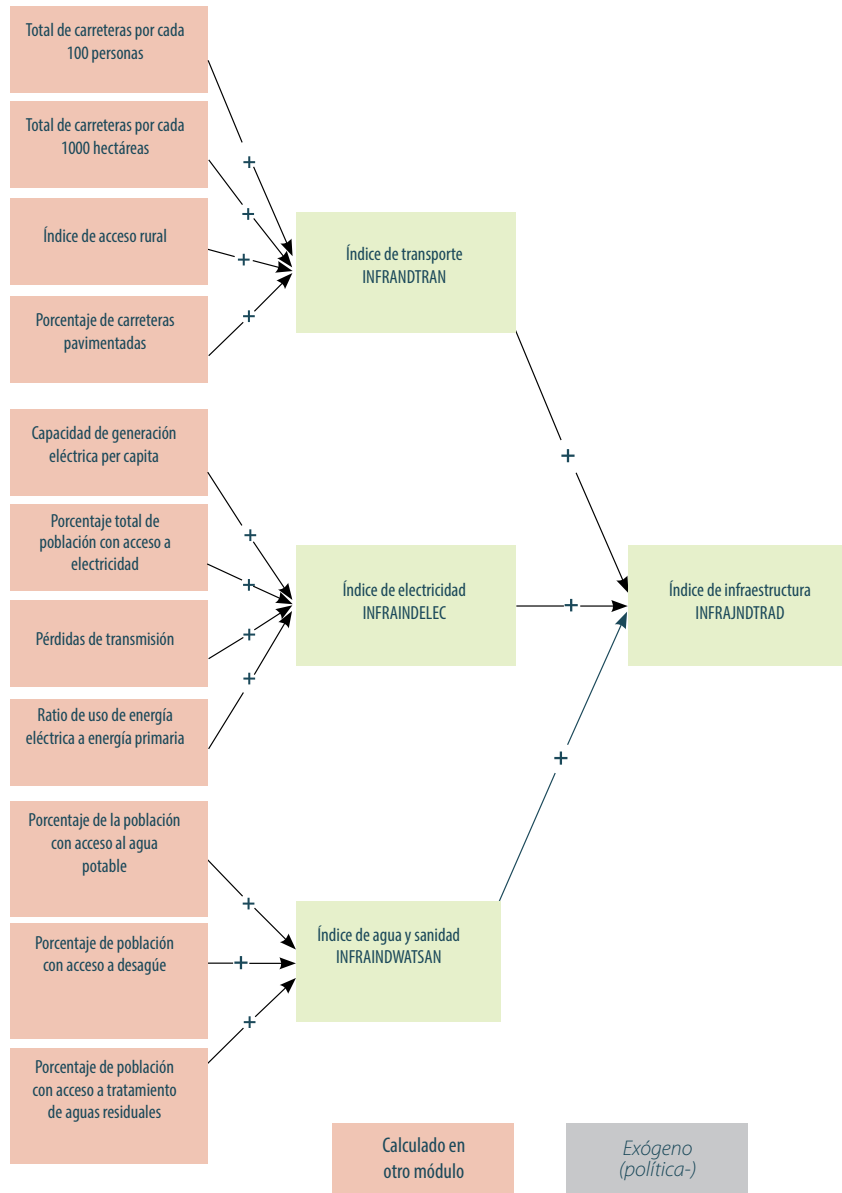 Total de carreteras por cada
100 personas
Total de carreteras por cada
1000 hectáreas
Índice de acceso rural
Porcentaje de carreteras
pavimentadas
Capacidad de generación
eléctrica per capita
Porcentaje total de
población con acceso a
electricidad
Pérdidas de transmisión
Ratio de uso de energía
eléctrica a energía primaria
Porcentaje de la población
con acceso al agua
potable
Porcentaje de población
con acceso a desagúe
Porcentaje de población
con acceso a tratamiento
de aguas residuales
+
+
+
+
+
+
+
+
+
+
+
Índice de transporte
INFRANDTRAN
Índice de electricidad
INFRAINDELEC
Índice de agua y sanidad
INFRAINDWATSAN
+
+
+
Índice de infraestructura
INFRAJNDTRAD
Calculado en
otro módulo
Exógeno
(política-)